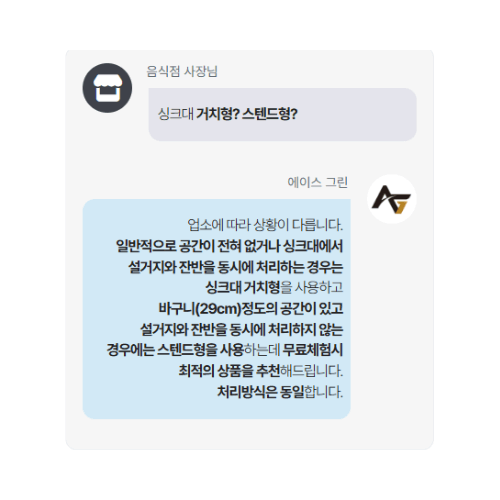 음식점 사장님
싱크대 거치형? 스텐드형?
에이스 그린
AG
업소에 따라 상황이 다릅니다.
일반적으로 공간이 전혀 없거나 싱크대에서
설거지와 잔반을 동시에 처리하는 경우는
싱크대 거치형을 사용하고
바구니(29cm)정도의 공간이 있고
설거지와 잔반을 동시에 처리하지 않는
경우에는 스텐드형을 사용하는데 무료체험시
최적의 상품을 추천해드립니다.
처리방식은 동일합니다.